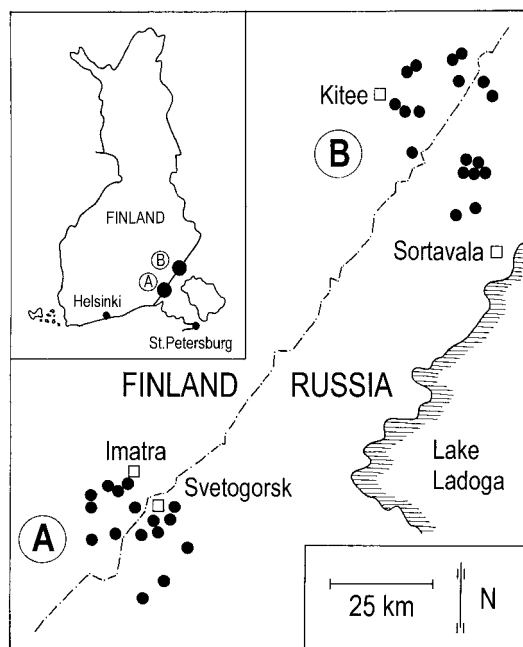 FINLAND
B
A
Helsinki
St.Petersburg
Kitee
B
Sortavala
FINLAND
RUSSIA
Imatra
Svetogorsk
Lake
Ladoga
A
25 km
N